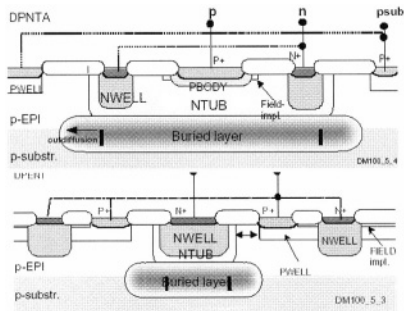 DPNTA
p
n
psub
P+
N+
P+
PWELL
NWELL
PBODY
NTUB
Field-
impl.
p-EPI
outdiffusion
Buried layer
p-substr.
DM100_5_4
DPENT
P+
N+
P+
N+
NWELL
NTUB
NWELL
FIELD
impl.
p-EPI
PWELL
Buried layer
p-substr.
DM100_5_3